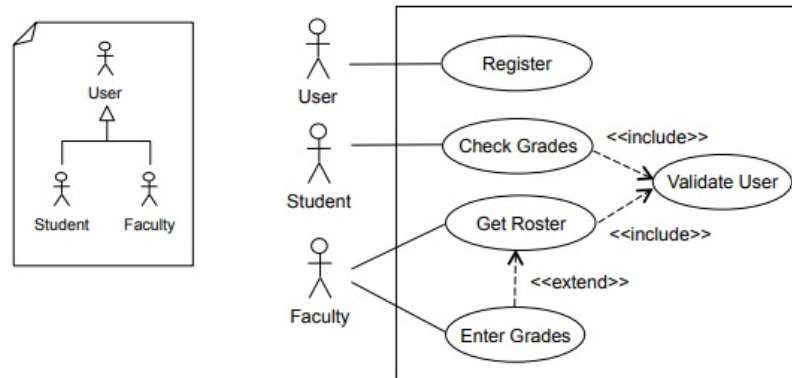 User
Student Faculty
User
Register
Student
Check Grades
<<include>>
Validate User
Faculty
Get Roster
<<include>>
<<extend>>
Enter Grades